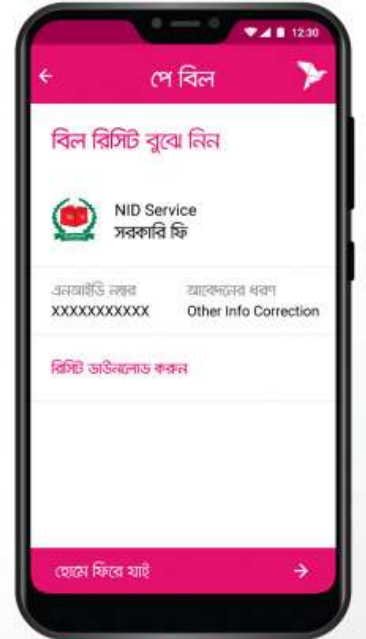 12:30
পে বিল
বিল রিসিট বুঝে নিন
NID Service
সরকারি ফি
এনআইডি নম্বর
আবেদনের ধরণ
XXXXXXXXXXX
Other Info Correction
রিসিট ডাউনলোড করুন
হোমে ফিরে যাই